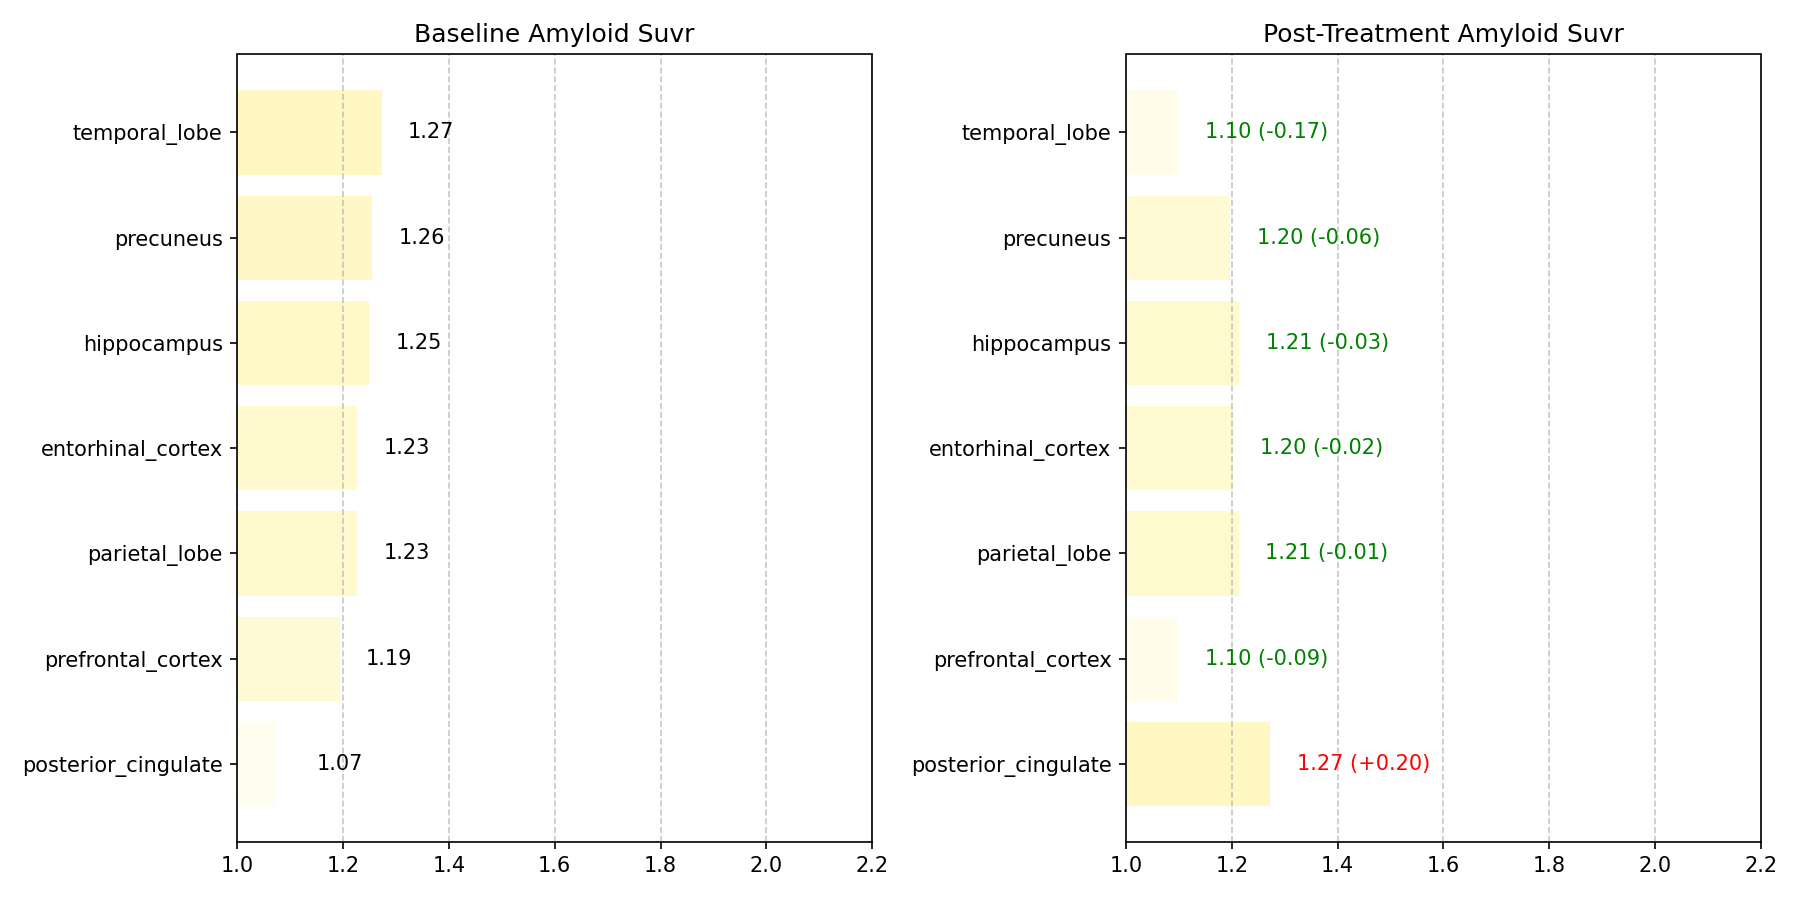 Baseline Amyloid Suvr
temporal_lobe 1.27
precuneus 1.26
hippocampus 1.25
entorhinal_cortex 1.23
parietal_lobe 1.23
prefrontal_cortex 1.19
posterior_cingulate 1.07
1.0 1.2 1.4 1.6 1.8 2.0 2.2
Post-Treatment Amyloid Suvr
temporal_lobe 1.10 (-0.17)
precuneus 1.20 (-0.06)
hippocampus 1.21 (-0.03)
entorhinal_cortex 1.20 (-0.02)
parietal_lobe 1.21 (-0.01)
prefrontal_cortex 1.10 (-0.09)
posterior_cingulate 1.27 (+0.20)
1.0 1.2 1.4 1.6 1.8 2.0 2.2